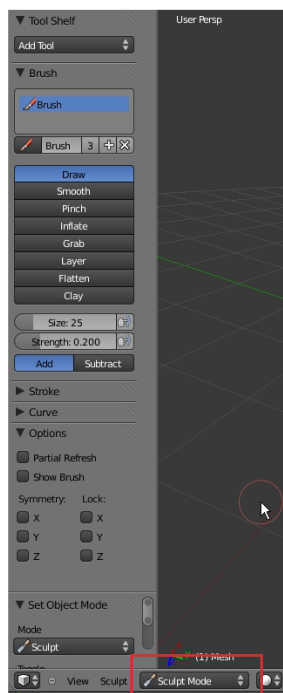 Tool Shelf
User Persp
Add Tool
Brush
Brush
Brush 3
Draw
Smooth
Pinch
Inflate
Grab
Layer
Flatten
Clay
Size: 25
Strength: 0.200
Add Subtract
Stroke
Curve
Options
Partial Refresh
Show Brush
Symmetry: Lock:
X X
Y Y
Z Z
Set Object Mode
Mode
Sculpt
(1) Mesh
View Sculpt Sculpt Mode